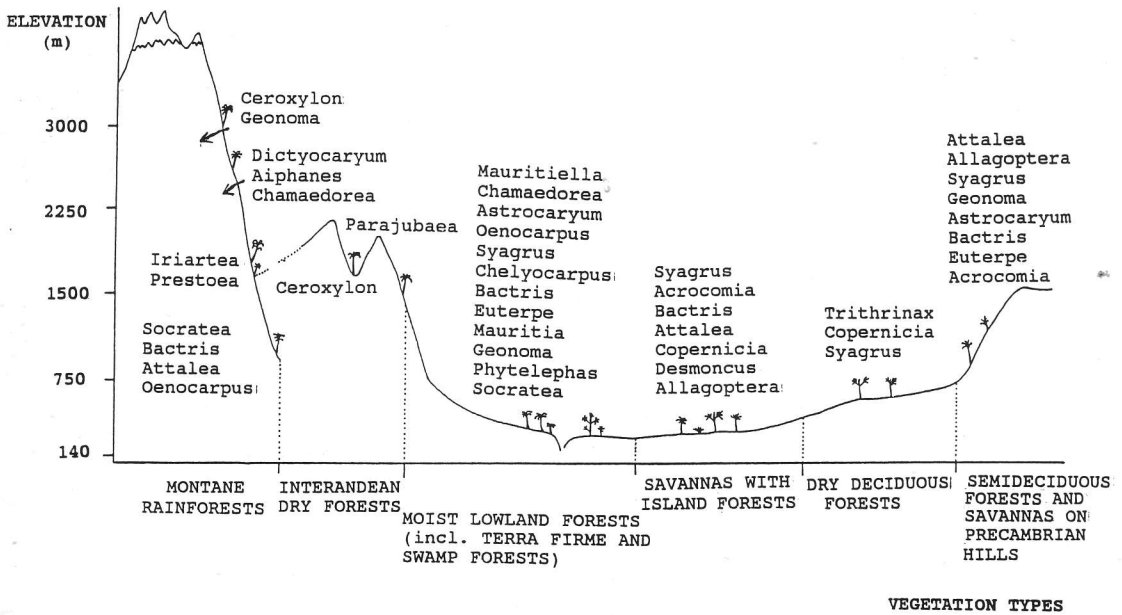 ELEVATION
(m)
3000
2250
1500
750
140
Ceroxylon
Geonoma
Dictyocaryum
Aiphanes
Chamaedorea
Iriartea
Prestoea
Socratea
Bactris
Attalea
Oenocarpus
Parajubaea
Ceroxylon
Mauritiella
Chamaedorea
Astrocaryum
Oenocarpus
Syagrus
Chelyocarpus
Bactris
Euterpe
Mauritia
Geonoma
Phytelephas
Socratea
Syagrus
Acrocomia
Bactris
Attalea
Copernicia
Desmoncus
Allagoptera
Trithrinax
Copernicia
Syagrus
Attalea
Allagoptera
Syagrus
Geonoma
Astrocaryum
Bactris
Euterpe
Acrocomia
MONTANE
RAINFORESTS
INTERANDEAN
DRY FORESTS
MOIST LOWLAND FORESTS
(incl. TERRA FIRME AND
SWAMP FORESTS)
SAVANNAS WITH
ISLAND FORESTS
DRY DECIDUOUS
FORESTS
SEMIDECIDUOUS
FORESTS AND
SAVANNAS ON
PRECAMBRIAN
HILLS
VEGETATION TYPES